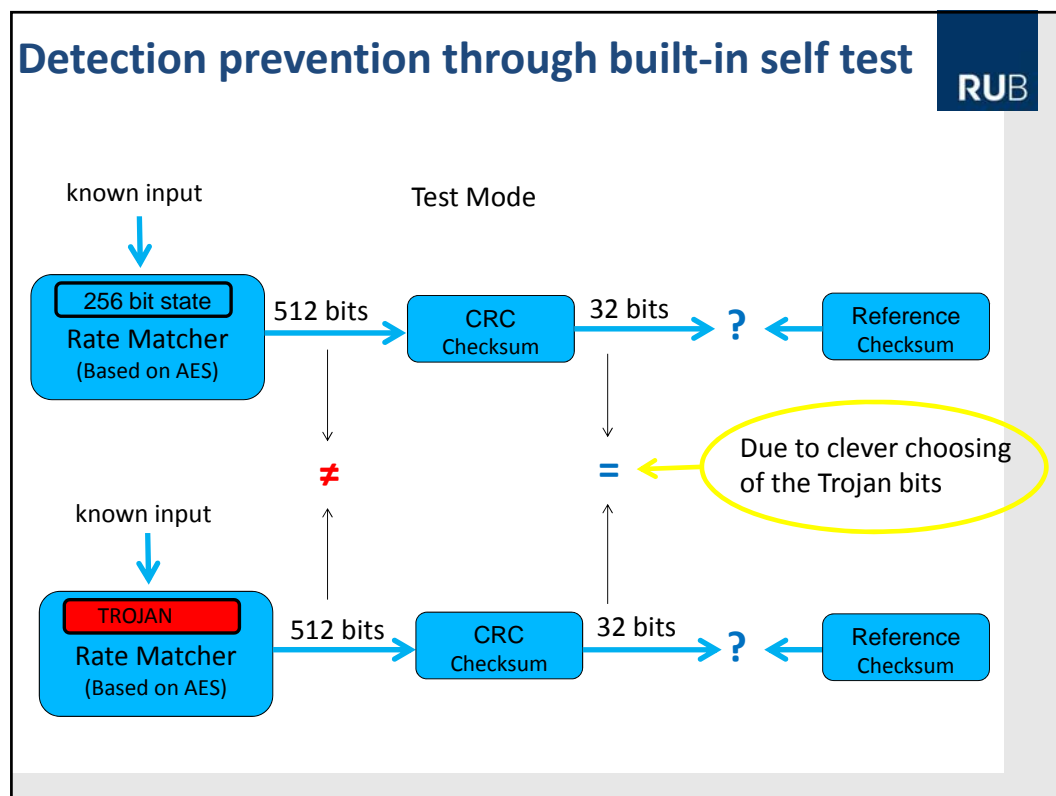 Detection prevention through built-in self test
RUB
known input
Test Mode
256 bit state
Rate Matcher
(Based on AES)
512 bits
CRC
Checksum
32 bits
?
Reference
Checksum
≠
=
Due to clever choosing
of the Trojan bits
known input
TROJAN
Rate Matcher
(Based on AES)
512 bits
CRC
Checksum
32 bits
?
Reference
Checksum